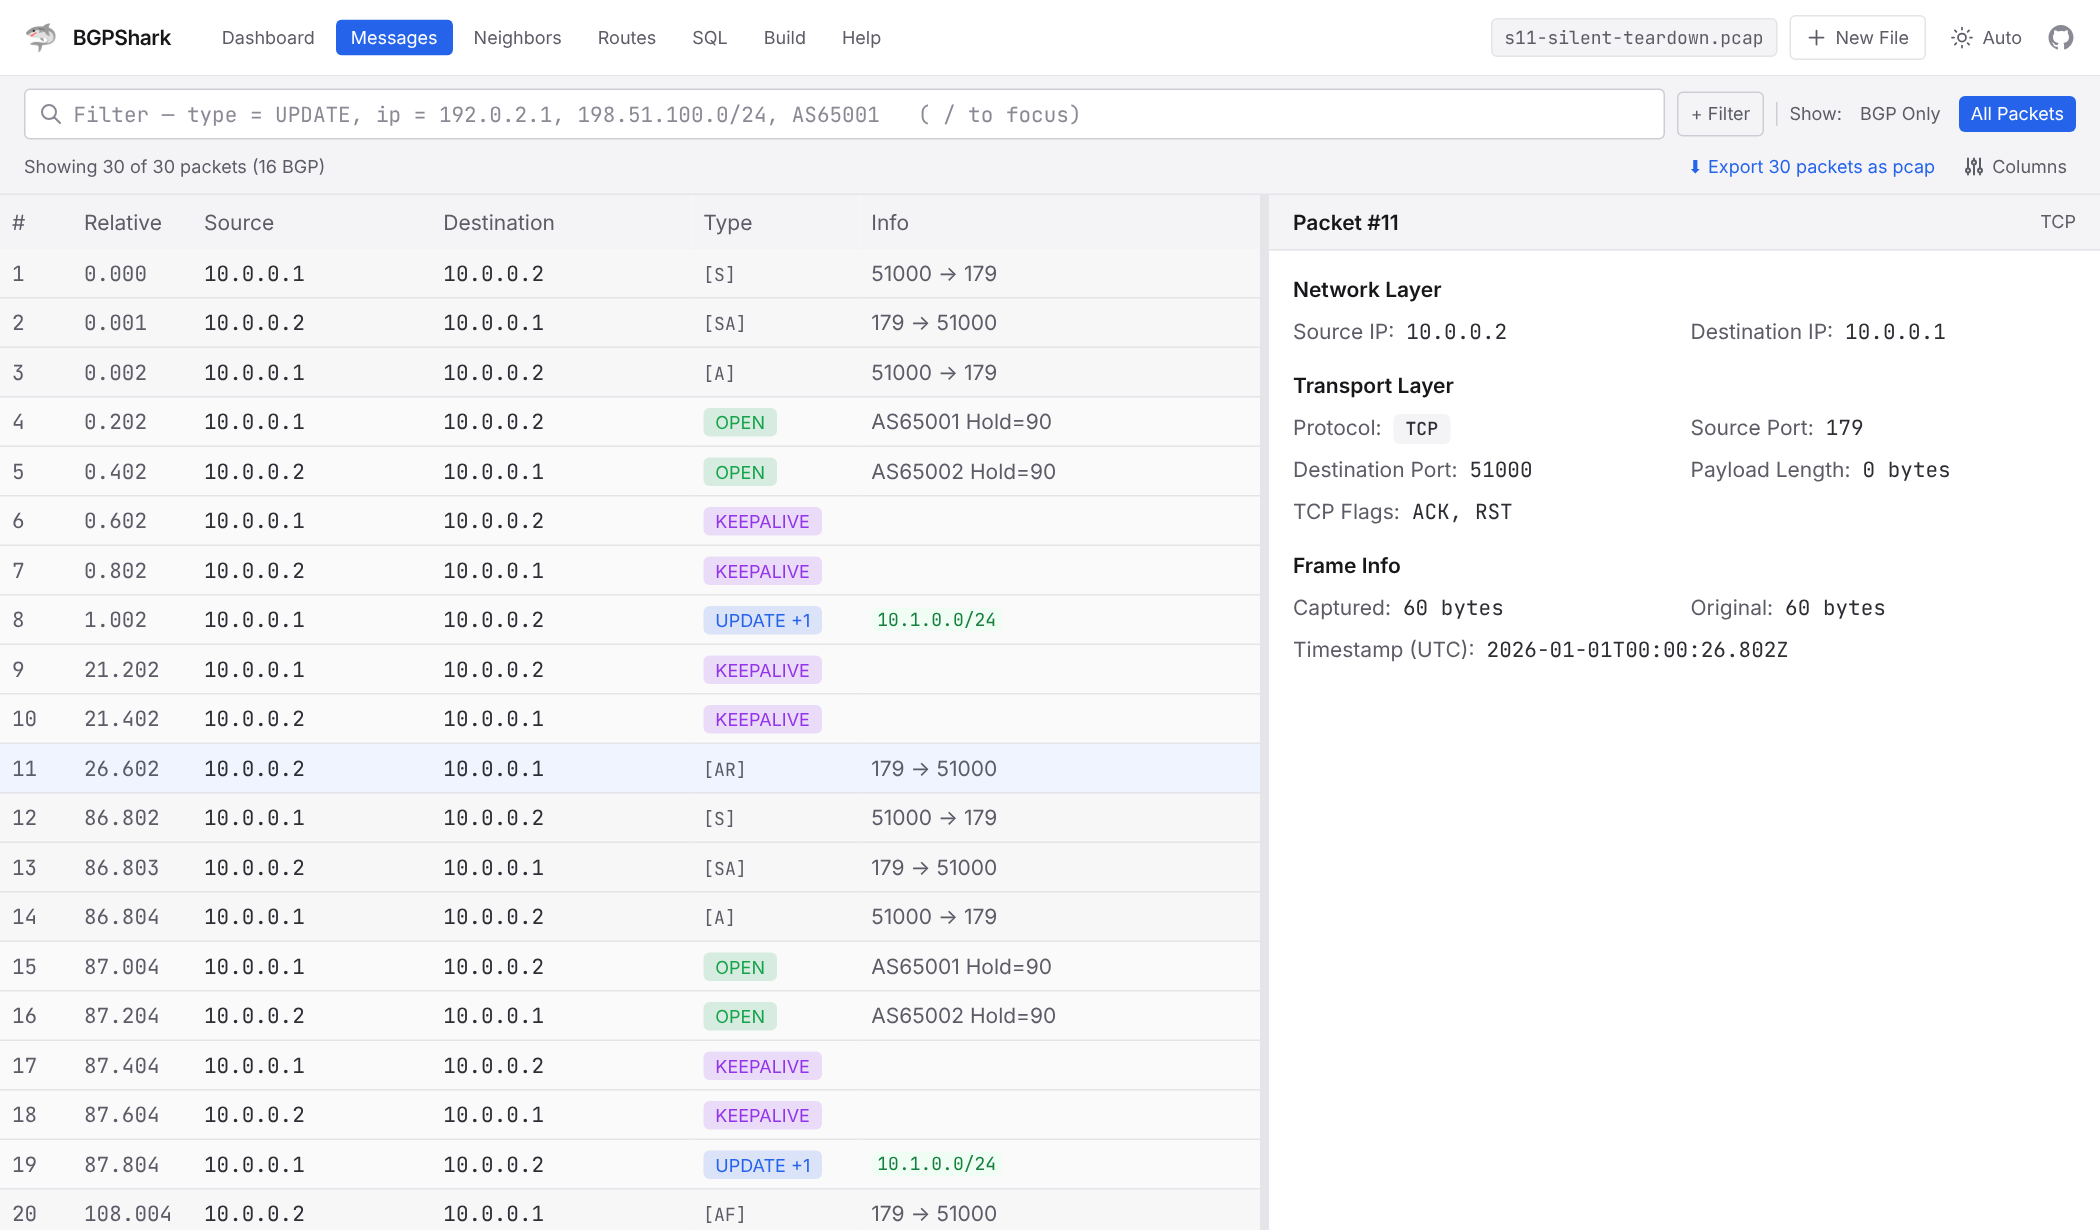 BGPShark Dashboard Messages Neighbors Routes SQL Build Help s11-silent-teardown.pcap + New File Auto
Filter — type = UPDATE, ip = 192.0.2.1, 198.51.100.0/24, AS65001 ( / to focus) + Filter Show: BGP Only All Packets
Showing 30 of 30 packets (16 BGP) Export 30 packets as pcap Columns
# Relative Source Destination Type Info
1 0.000 10.0.0.1 10.0.0.2 [S] 51000 → 179
2 0.001 10.0.0.2 10.0.0.1 [SA] 179 → 51000
3 0.002 10.0.0.1 10.0.0.2 [A] 51000 → 179
4 0.202 10.0.0.1 10.0.0.2 OPEN AS65001 Hold=90
5 0.402 10.0.0.2 10.0.0.1 OPEN AS65002 Hold=90
6 0.602 10.0.0.1 10.0.0.2 KEEPALIVE
7 0.802 10.0.0.2 10.0.0.1 KEEPALIVE
8 1.002 10.0.0.1 10.0.0.2 UPDATE +1 10.1.0.0/24
9 21.202 10.0.0.1 10.0.0.2 KEEPALIVE
10 21.402 10.0.0.2 10.0.0.1 KEEPALIVE
11 26.602 10.0.0.2 10.0.0.1 [AR] 179 → 51000
12 86.802 10.0.0.1 10.0.0.2 [S] 51000 → 179
13 86.803 10.0.0.2 10.0.0.1 [SA] 179 → 51000
14 86.804 10.0.0.1 10.0.0.2 [A] 51000 → 179
15 87.004 10.0.0.1 10.0.0.2 OPEN AS65001 Hold=90
16 87.204 10.0.0.2 10.0.0.1 OPEN AS65002 Hold=90
17 87.404 10.0.0.1 10.0.0.2 KEEPALIVE
18 87.604 10.0.0.2 10.0.0.1 KEEPALIVE
19 87.804 10.0.0.1 10.0.0.2 UPDATE +1 10.1.0.0/24
20 108.004 10.0.0.2 10.0.0.1 [AF] 179 → 51000
Packet #11 TCP
Network Layer
Source IP: 10.0.0.2 Destination IP: 10.0.0.1
Transport Layer
Protocol: TCP Source Port: 179
Destination Port: 51000 Payload Length: 0 bytes
TCP Flags: ACK, RST
Frame Info
Captured: 60 bytes Original: 60 bytes
Timestamp (UTC): 2026-01-01T00:00:26.802Z